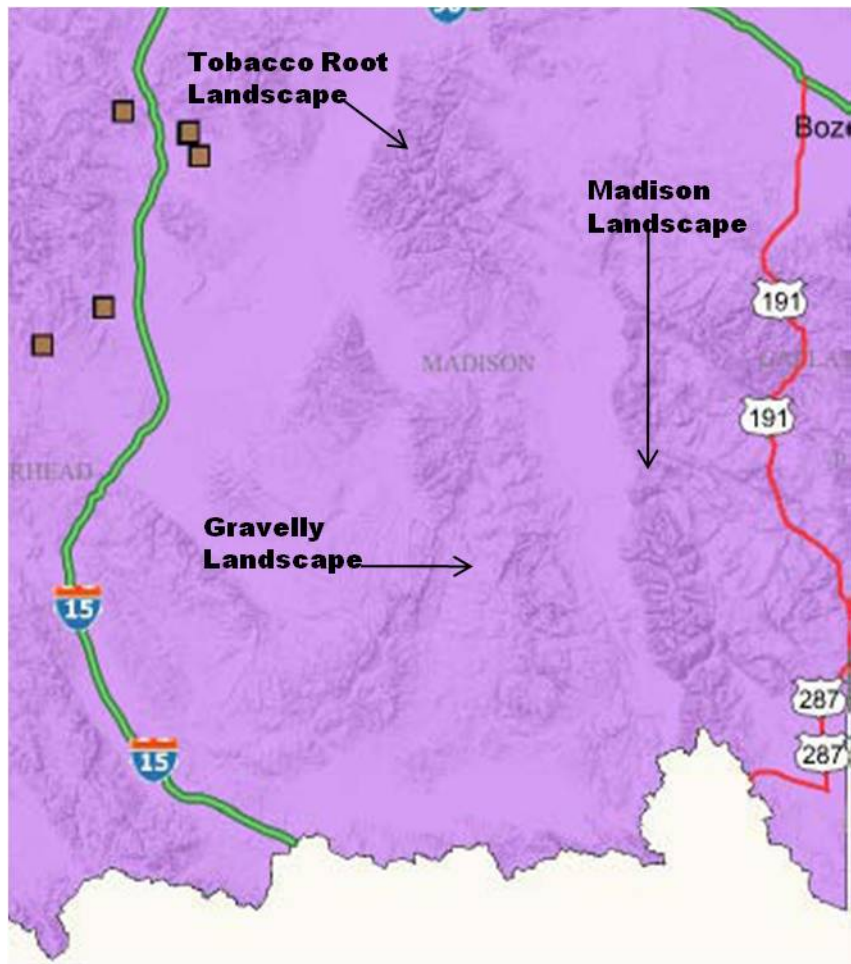 Tobacco Root
Landscape
Boze
Madison
Landscape
191
MADISON
191
RHEAD
Gravelly
Landscape
15
287
15
287